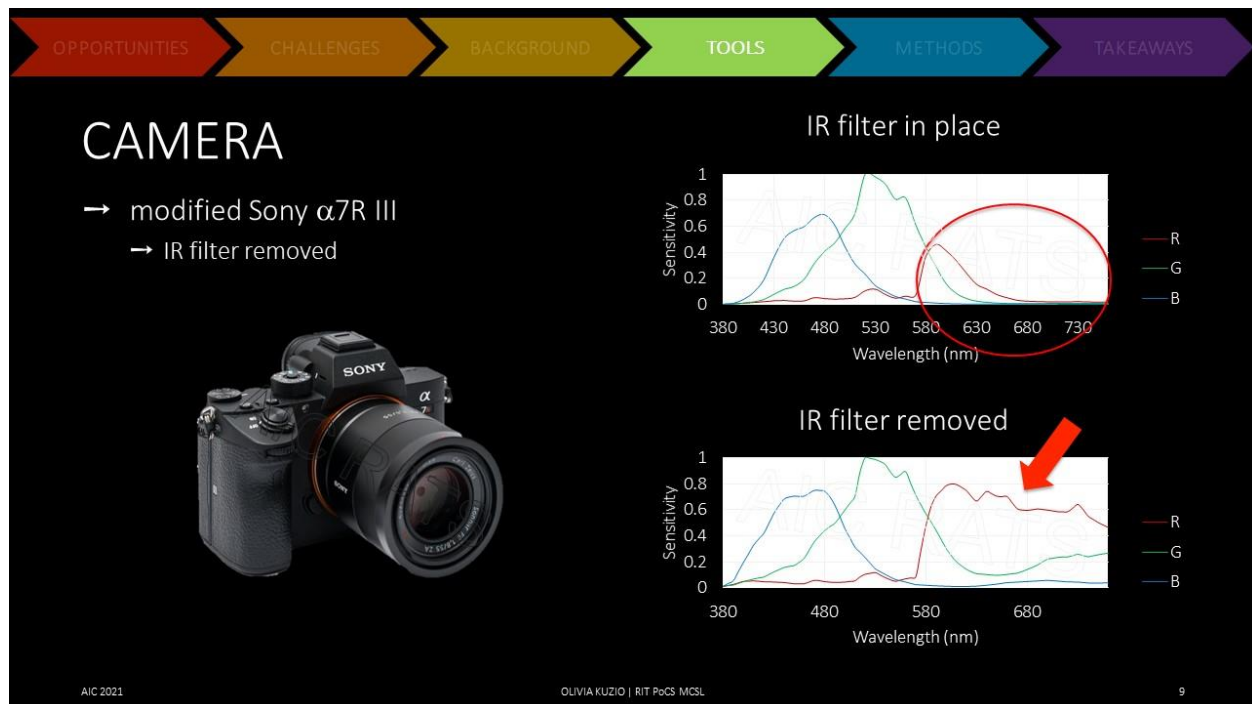 OPPORTUNITIES
CHALLENGES
BACKGROUND
TOOLS
METHODS
TAKEAWAYS
CAMERA
→ modified Sony α7R III
→ IR filter removed
SONY
α
IR filter in place
1
0.8
0.6
0.4
0.2
0
Sensitivity
380 430 480 530 580 630 680 730
Wavelength (nm)
R
G
B
IR filter removed
1
0.8
0.6
0.4
0.2
0
Sensitivity
380 480 580 680
Wavelength (nm)
R
G
B
AIC 2021
OLIVIA KUZIO | RIT PoCS MCSL
9